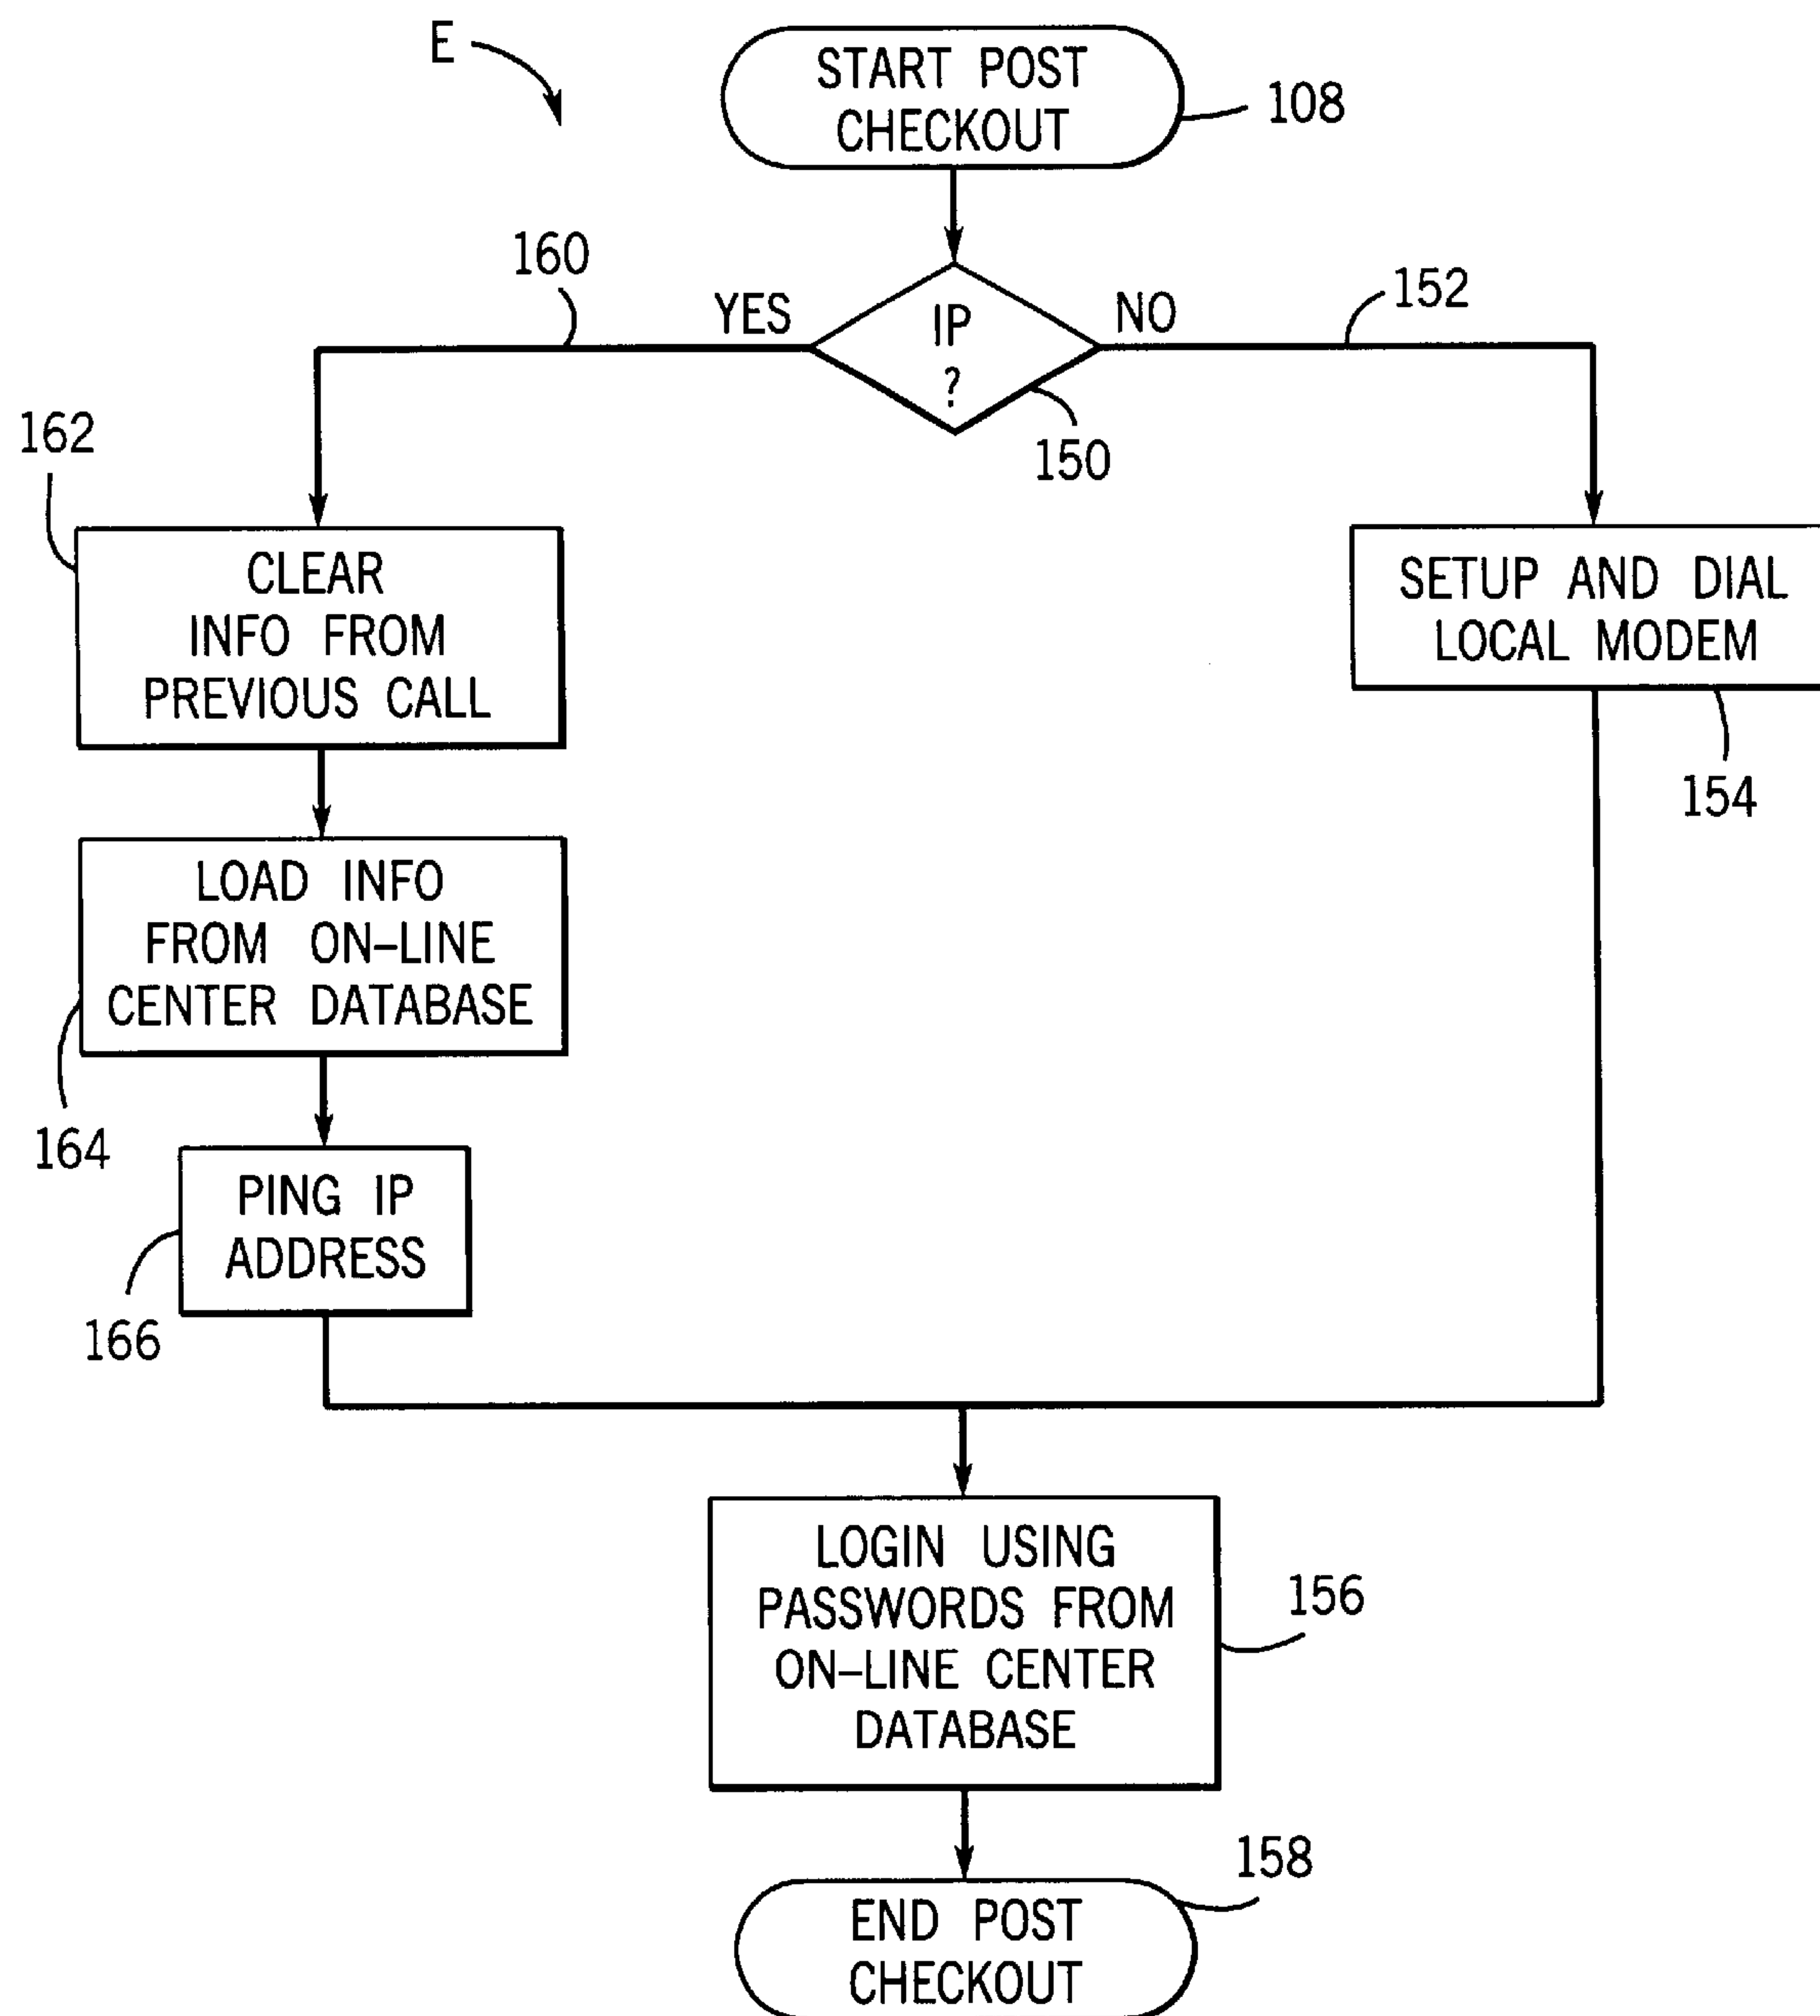 E
START POST
CHECKOUT
108
160
YES
IP
?
NO
152
150
162
CLEAR
INFO FROM
PREVIOUS CALL
SETUP AND DIAL
LOCAL MODEM
154
LOAD INFO
FROM ON-LINE
CENTER DATABASE
164
PING IP
ADDRESS
166
LOGIN USING
PASSWORDS FROM
ON-LINE CENTER
DATABASE
156
158
END POST
CHECKOUT